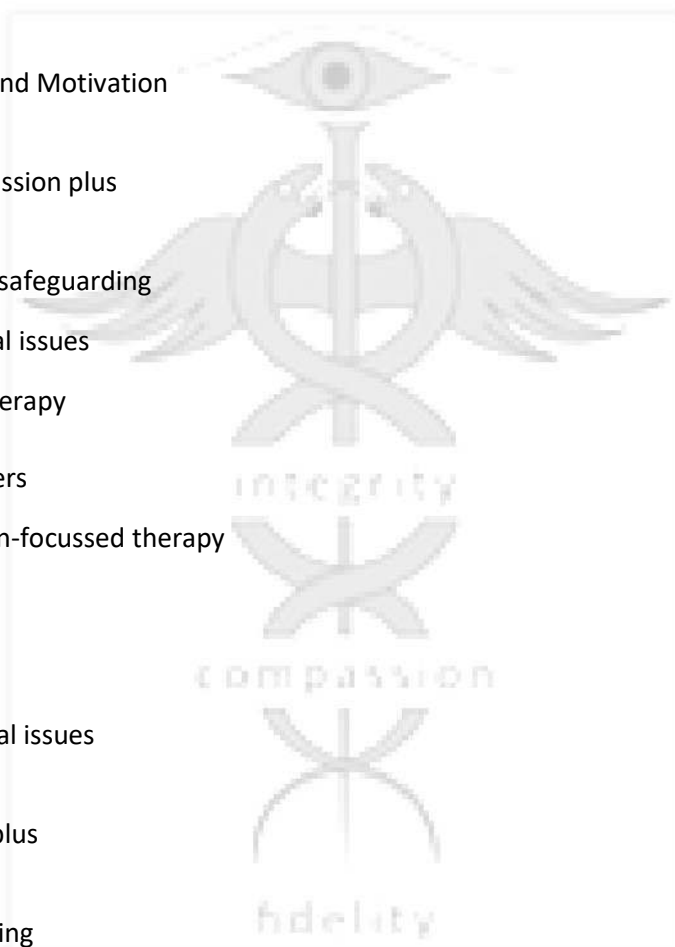 nd Motivation
ssion plus
safeguarding
al issues
erapy
ers
integrity
n-focussed therapy
compassion
al issues
plus
fidelity
ing